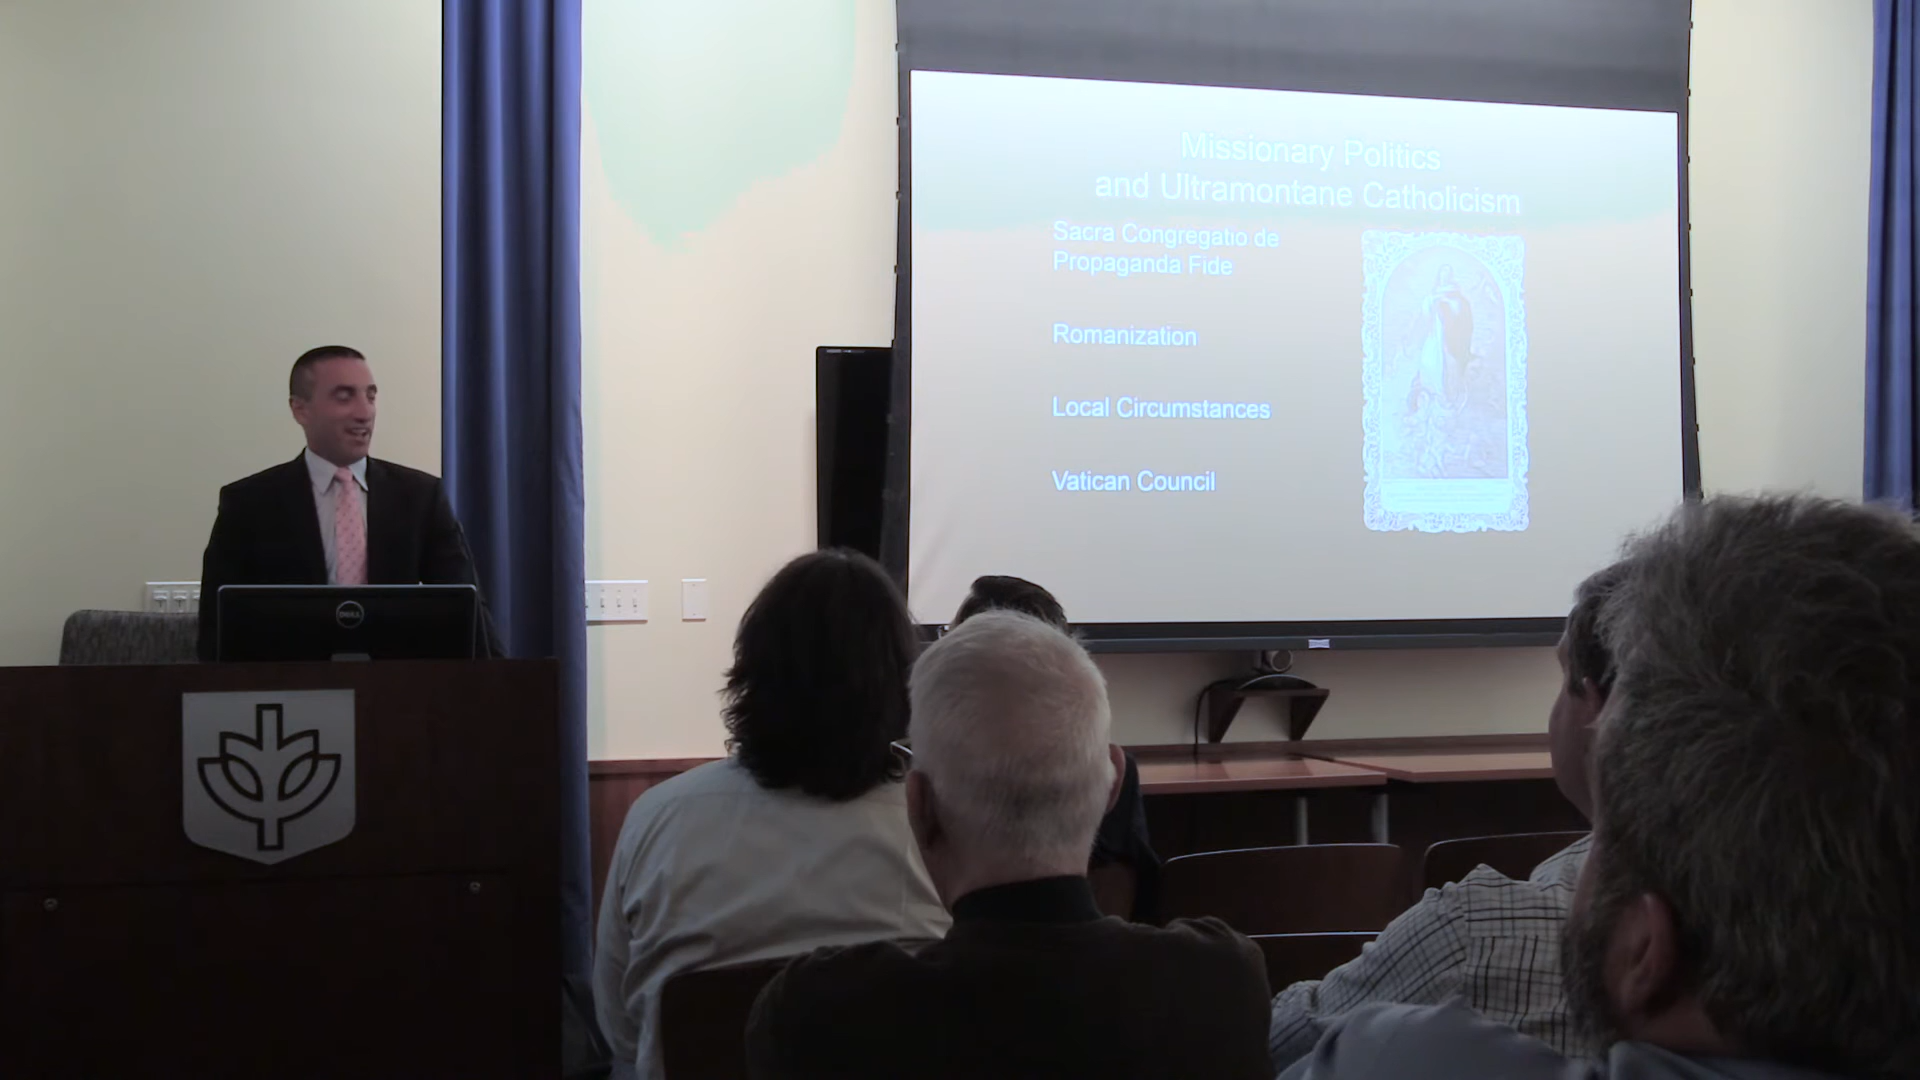 Missionary Politics
and Ultramontane Catholicism
Sacra Congregatio de
Propaganda Fide
Romanization
Local Circumstances
Vatican Council
DELL